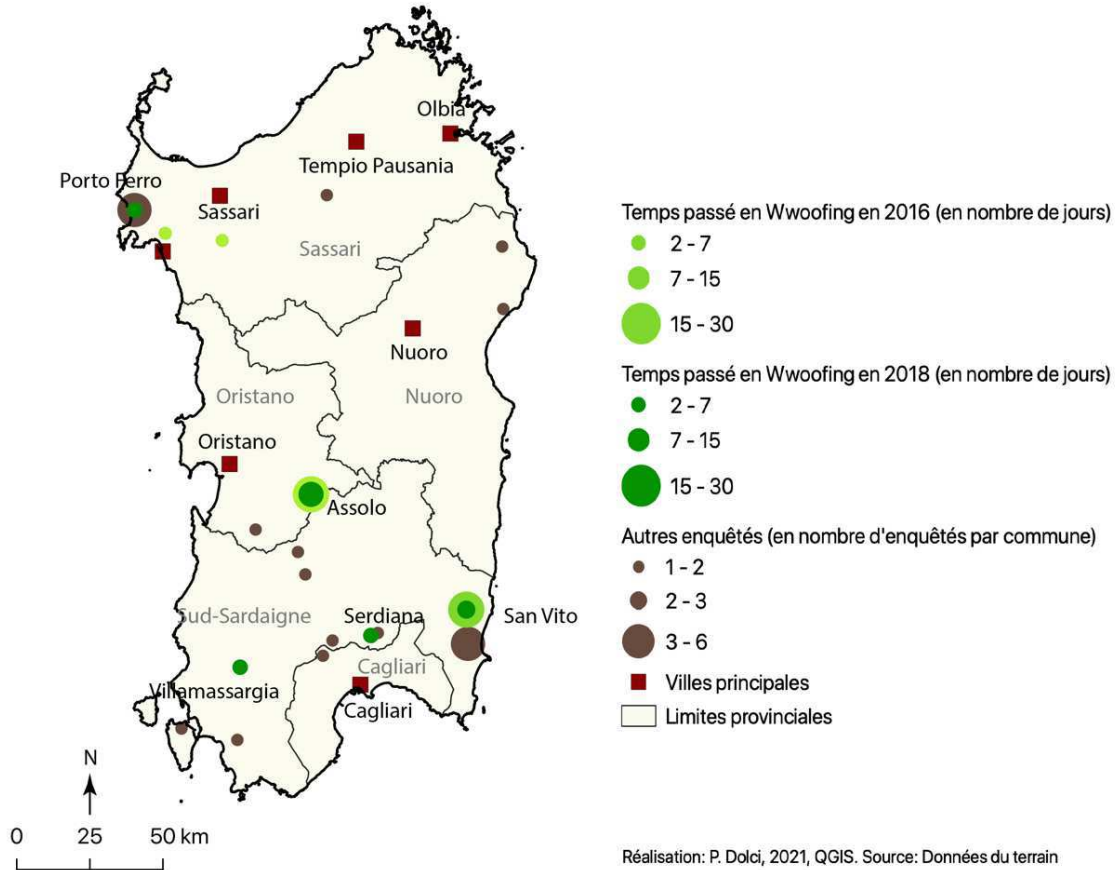 Olbia
Tempio Pausania
Porto Ferro
Sassari
Sassari
Nuoro
Oristano
Nuoro
Oristano
Assolo
Sud-Sardaigne
Serdiana
San Vito
Cagliari
Villamassargia
Cagliari
N
0 25 50 km
Temps passé en Wwoofing en 2016 (en nombre de jours)
2 - 7
7 - 15
15 - 30
Temps passé en Wwoofing en 2018 (en nombre de jours)
2 - 7
7 - 15
15 - 30
Autres enquêtés (en nombre d'enquêtés par commune)
1 - 2
2 - 3
3 - 6
Villes principales
Limites provinciales
Réalisation: P. Dolci, 2021, QGIS. Source: Données du terrain